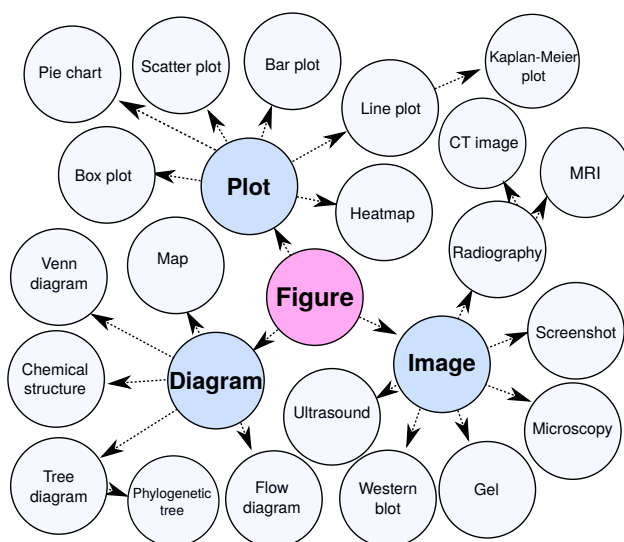 Pie chart
Scatter plot
Bar plot
Kaplan-Meier
plot
Line plot
CT image
MRI
Box plot
Plot
Heatmap
Radiography
Venn
diagram
Map
Figure
Screenshot
Chemical
structure
Diagram
Image
Ultrasound
Microscopy
Tree
diagram
Phylogenetic
tree
Flow
diagram
Western
blot
Gel